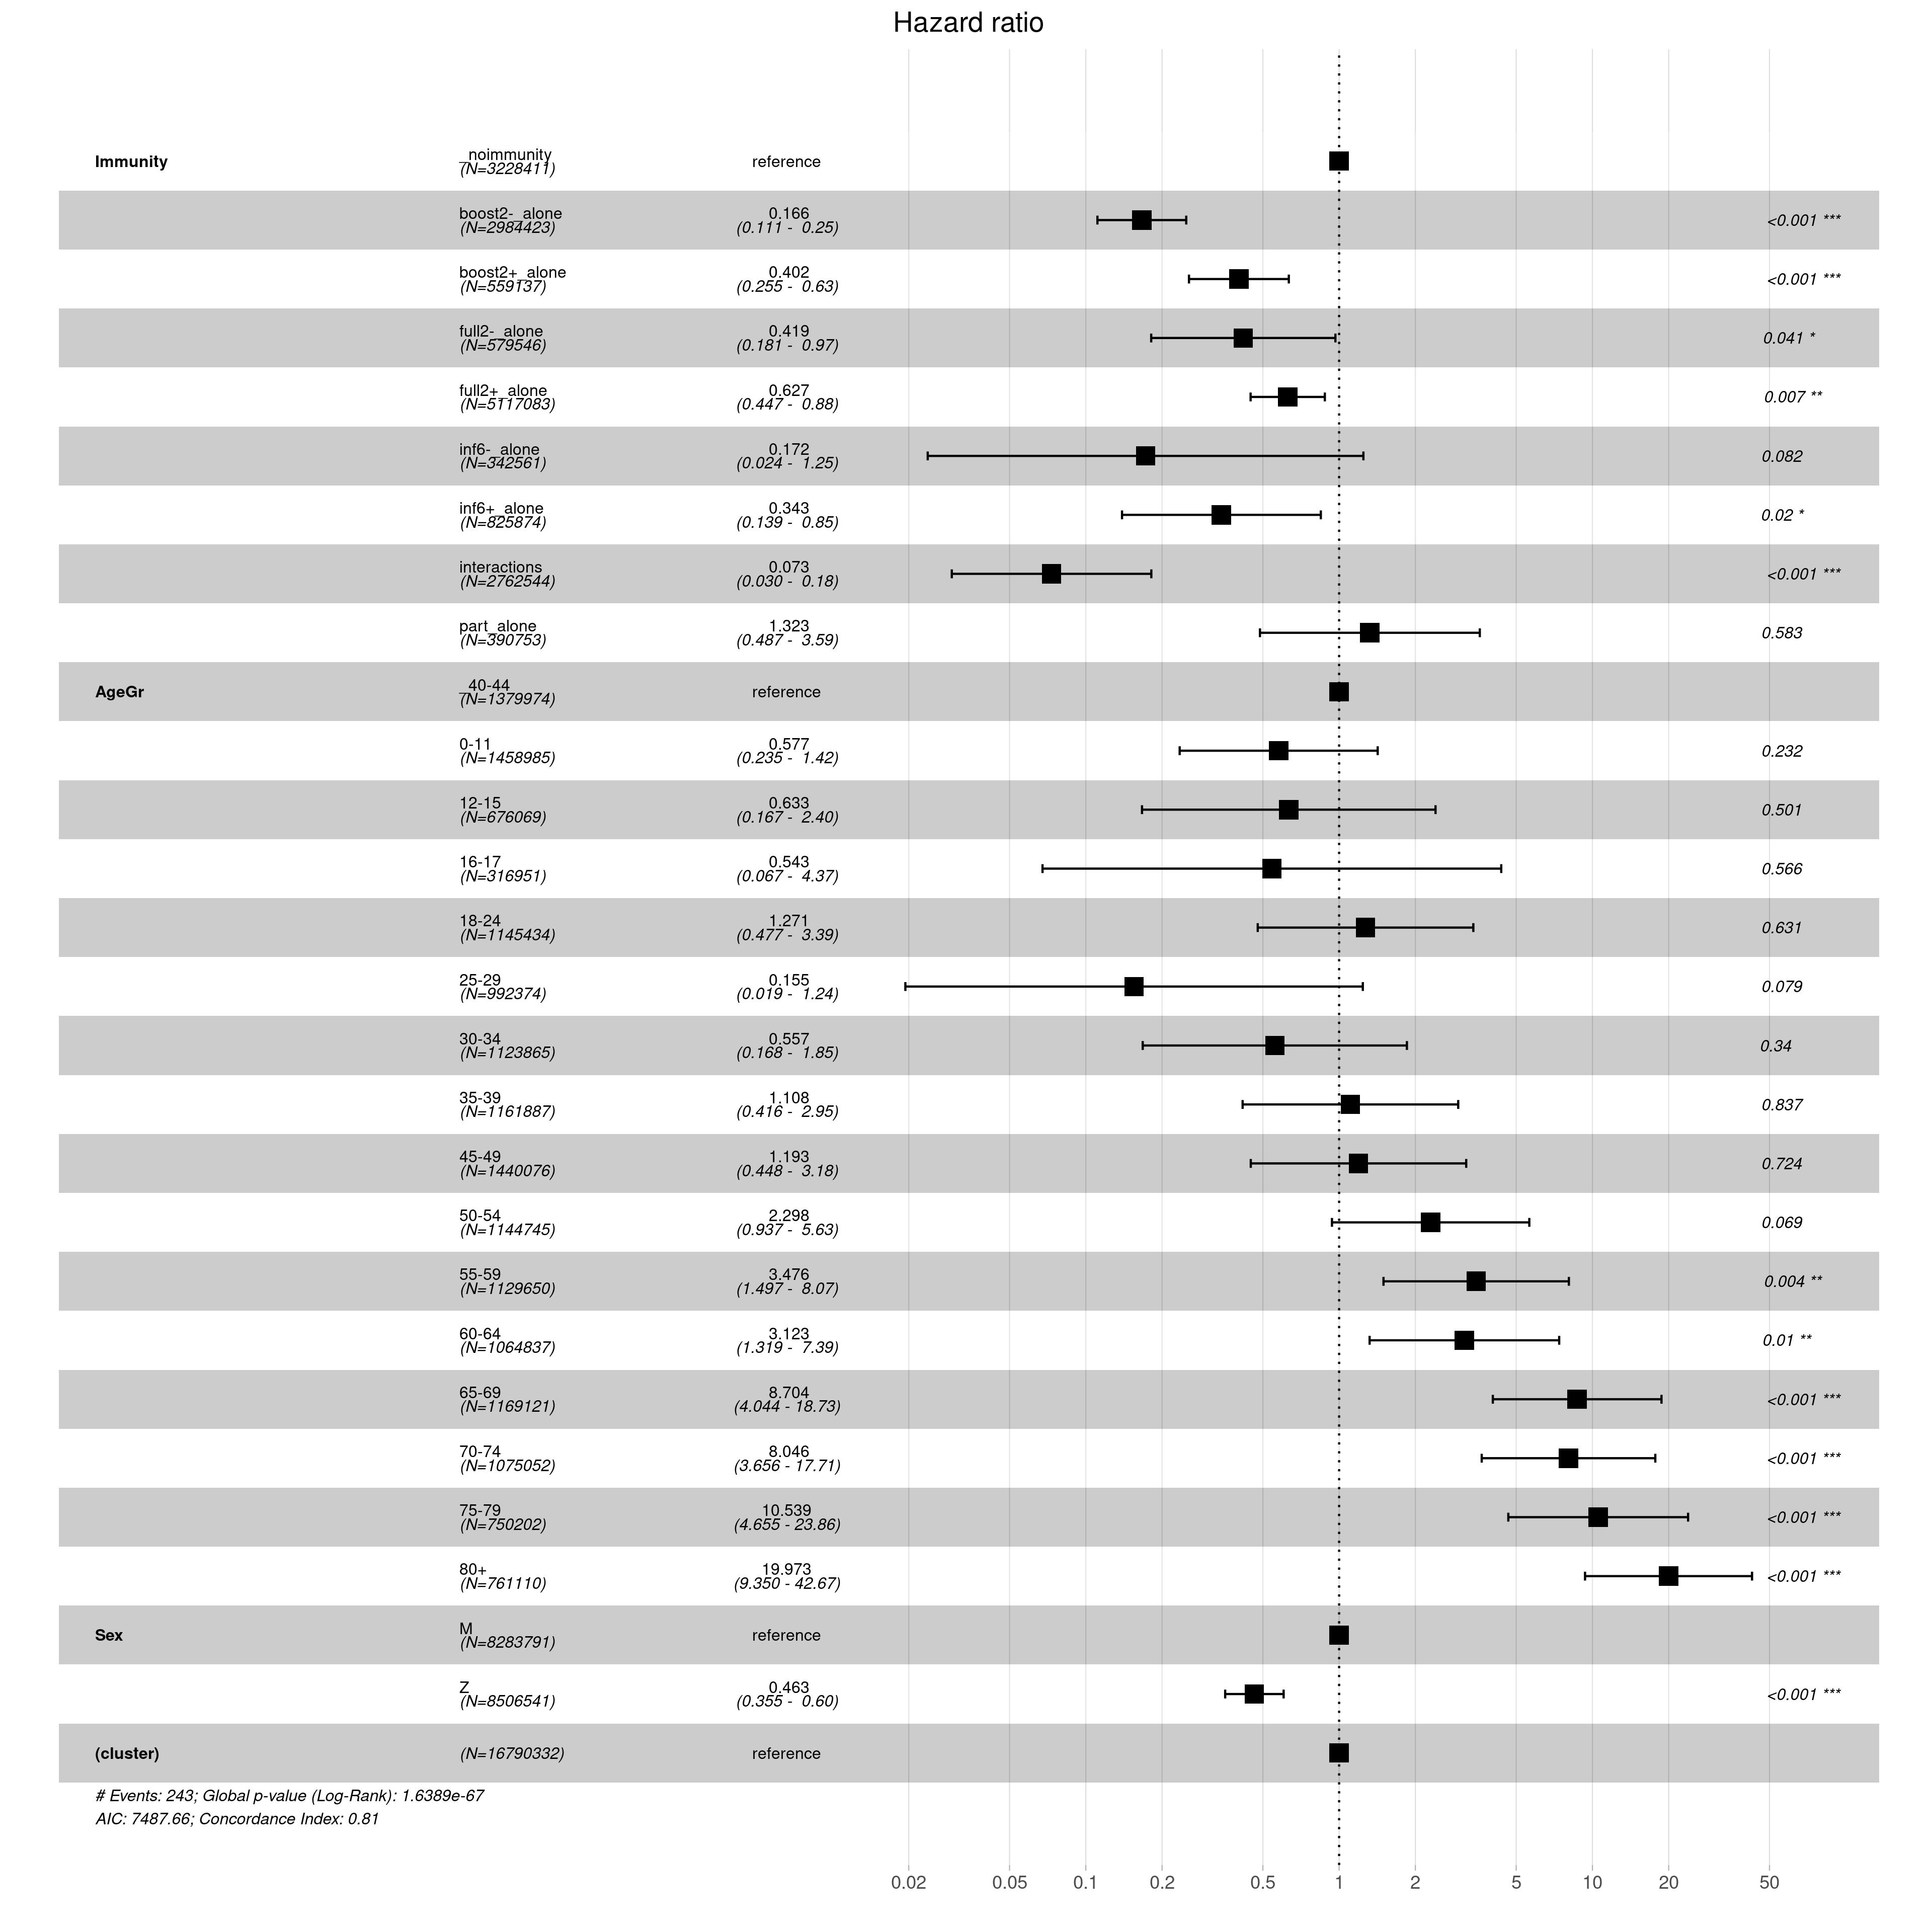 Hazard ratio
Immunity _noimmunity reference
(N=3228411)
boost2-_alone 0.166 <0.001 ***
(N=2984423) (0.111 - 0.25)
boost2+_alone 0.402 <0.001 ***
(N=559137) (0.255 - 0.63)
full2-_alone 0.419 0.041 *
(N=579546) (0.181 - 0.97)
full2+_alone 0.627 0.007 **
(N=5117083) (0.447 - 0.88)
inf6-_alone 0.172 0.082
(N=342561) (0.024 - 1.25)
inf6+_alone 0.343 0.02 *
(N=825874) (0.139 - 0.85)
interactions 0.073 <0.001 ***
(N=2762544) (0.030 - 0.18)
part_alone 1.323 0.583
(N=390753) (0.487 - 3.59)
AgeGr _40-44 reference
(N=1379974)
0-11 0.577 0.232
(N=1458985) (0.235 - 1.42)
12-15 0.633 0.501
(N=676069) (0.167 - 2.40)
16-17 0.543 0.566
(N=316951) (0.067 - 4.37)
18-24 1.271 0.631
(N=1145434) (0.477 - 3.39)
25-29 0.155 0.079
(N=992374) (0.019 - 1.24)
30-34 0.557 0.34
(N=1123865) (0.168 - 1.85)
35-39 1.108 0.837
(N=1161887) (0.416 - 2.95)
45-49 1.193 0.724
(N=1440076) (0.448 - 3.18)
50-54 2.298 0.069
(N=1144745) (0.937 - 5.63)
55-59 3.476 0.004 **
(N=1129650) (1.497 - 8.07)
60-64 3.123 0.01 **
(N=1064837) (1.319 - 7.39)
65-69 8.704 <0.001 ***
(N=1169121) (4.044 - 18.73)
70-74 8.046 <0.001 ***
(N=1075052) (3.656 - 17.71)
75-79 10.539 <0.001 ***
(N=750202) (4.655 - 23.86)
80+ 19.973 <0.001 ***
(N=761110) (9.350 - 42.67)
Sex M reference
(N=8283791)
Z 0.463 <0.001 ***
(N=8506541) (0.355 - 0.60)
(cluster) (N=16790332) reference
# Events: 243; Global p-value (Log-Rank): 1.6389e-67
AIC: 7487.66; Concordance Index: 0.81
0.02 0.05 0.1 0.2 0.5 1 2 5 10 20 50